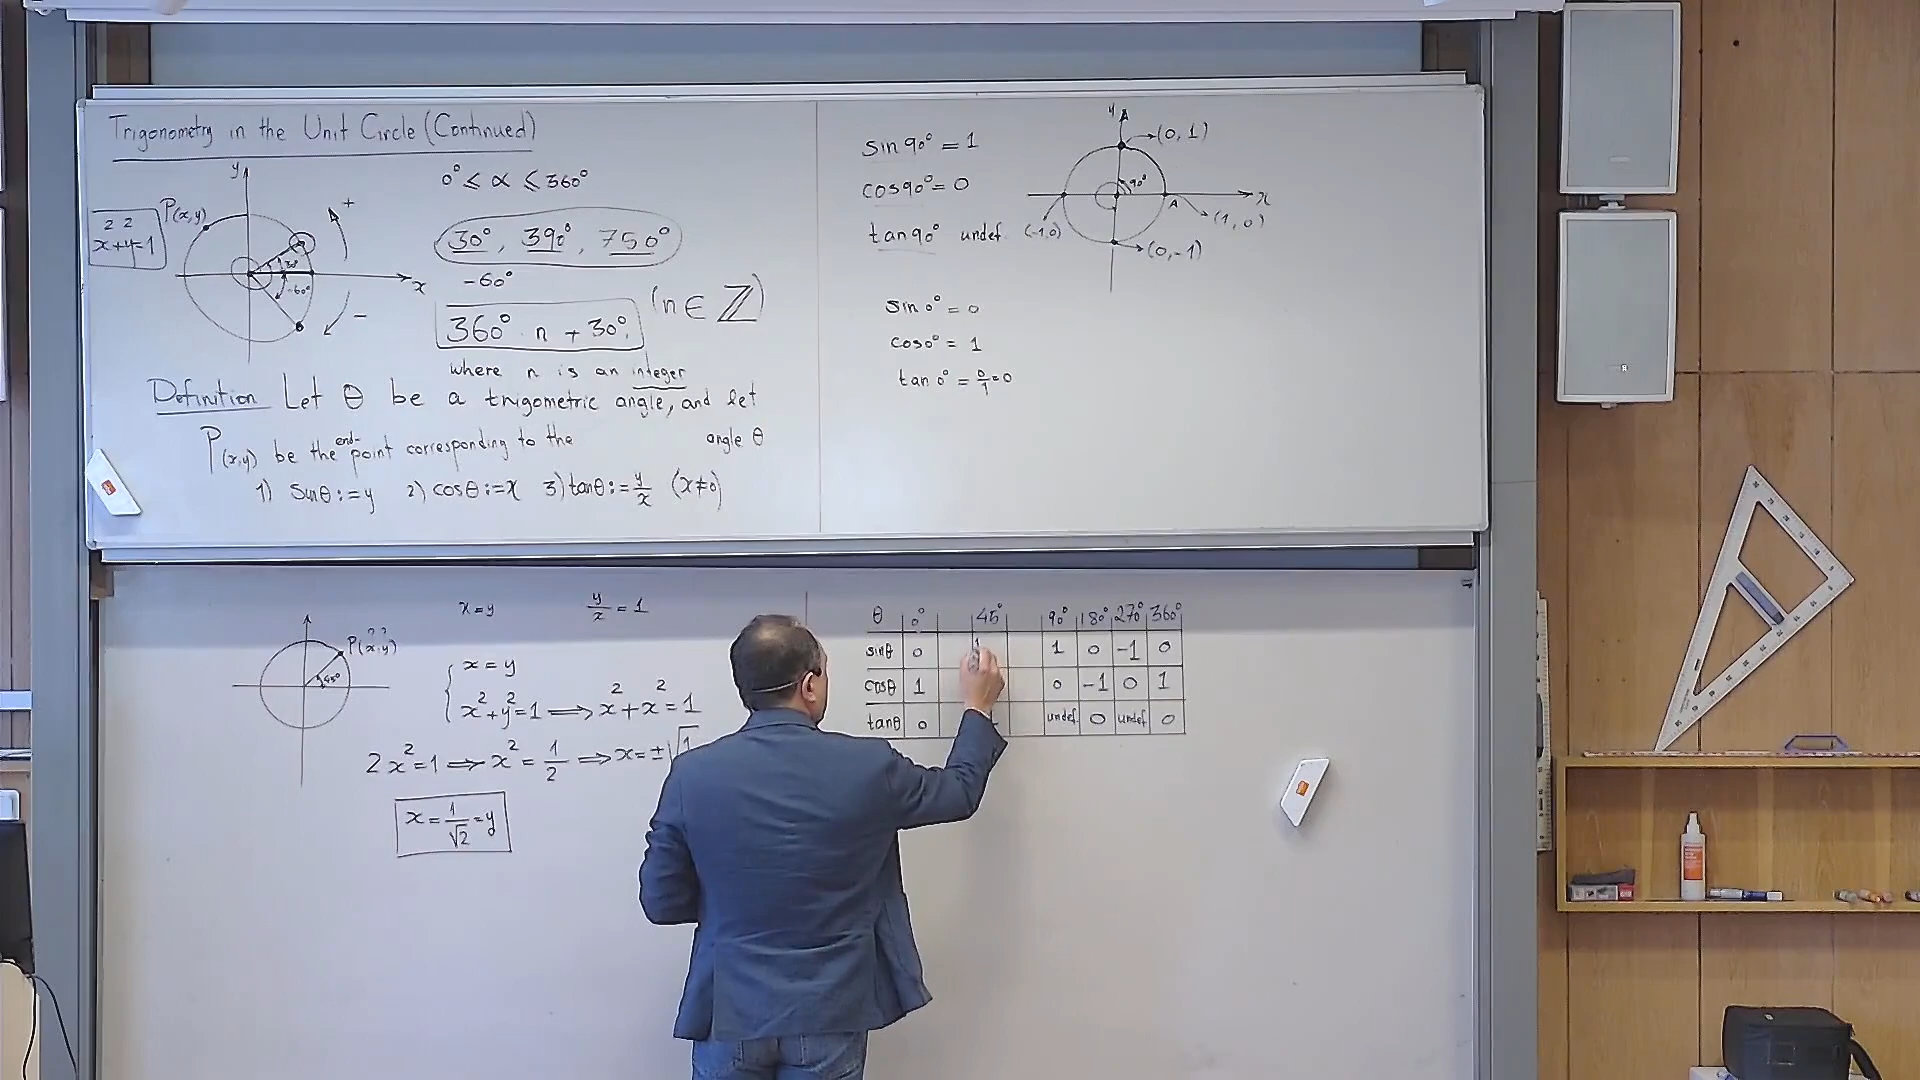 Trigonometry in the Unit Circle (Continued)
y
x
P(x,y)
x²+y²=1
30°
-60°
+
−
0° ≤ α ≤ 360°
30°, 390°, 750°
-60°
360° · n + 30°. (n ∈ ℤ)
where n is an integer
Definition Let θ be a trigometric angle, and let
P(x,y) be the end-point corresponding to the angle θ
1) sinθ := y 2) cosθ := x 3) tanθ := y/x (x≠0)
sin 90° = 1
cos 90° = 0
tan 90° undef.
y
(0, 1)
90°
x
A
(1, 0)
(-1,0)
(0,-1)
sin 0° = 0
cos 0° = 1
tan 0° = 0/1 = 0
x = y
y/x = 1
P(x,y)
? ?
45°
x = y
x² + y² = 1 ⟹ x² + x² = 1
2x² = 1 ⟹ x² = 1/2 ⟹ x = ±√1
x = 1/√2 = y
θ 0° 45° 90° 180° 270° 360°
sinθ 0 1 1 0 -1 0
cosθ 1 0 -1 0 1
tanθ 0 undef. 0 undef 0